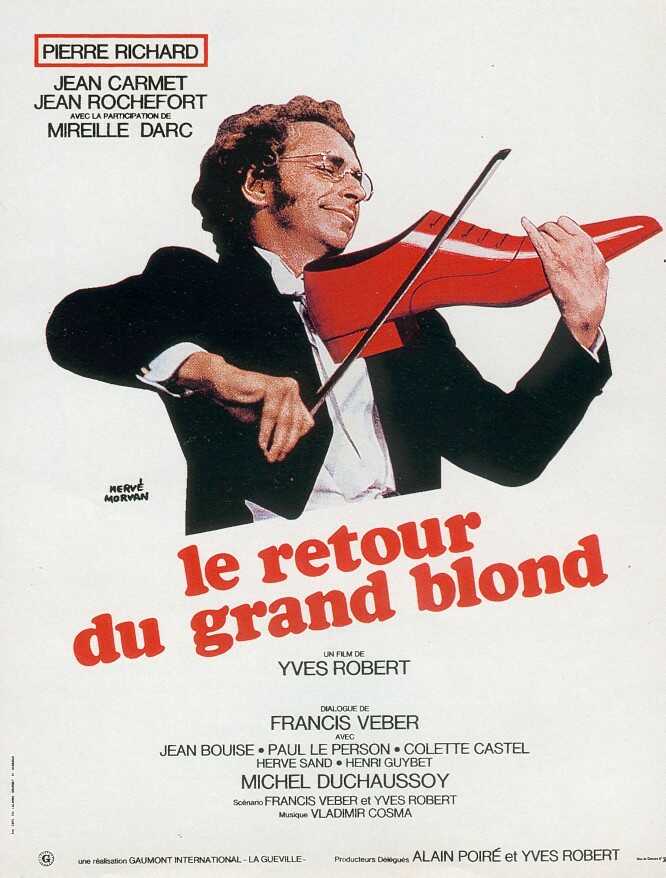 PIERRE RICHARD
JEAN CARMET
JEAN ROCHEFORT
AVEC LA PARTICIPATION DE
MIREILLE DARC
HERVÉ
MORVAN
le retour
du grand blond
UN FILM DE
YVES ROBERT
DIALOGUE DE
FRANCIS VEBER
AVEC
JEAN BOUISE • PAUL LE PERSON • COLETTE CASTEL
HERVE SAND • HENRI GUYBET
MICHEL DUCHAUSSOY
Scénario FRANCIS VEBER et YVES ROBERT
Musique VLADIMIR COSMA
G
une réalisation GAUMONT INTERNATIONAL - LA GUEVILLE -
Producteurs Délégués ALAIN POIRÉ et YVES ROBERT